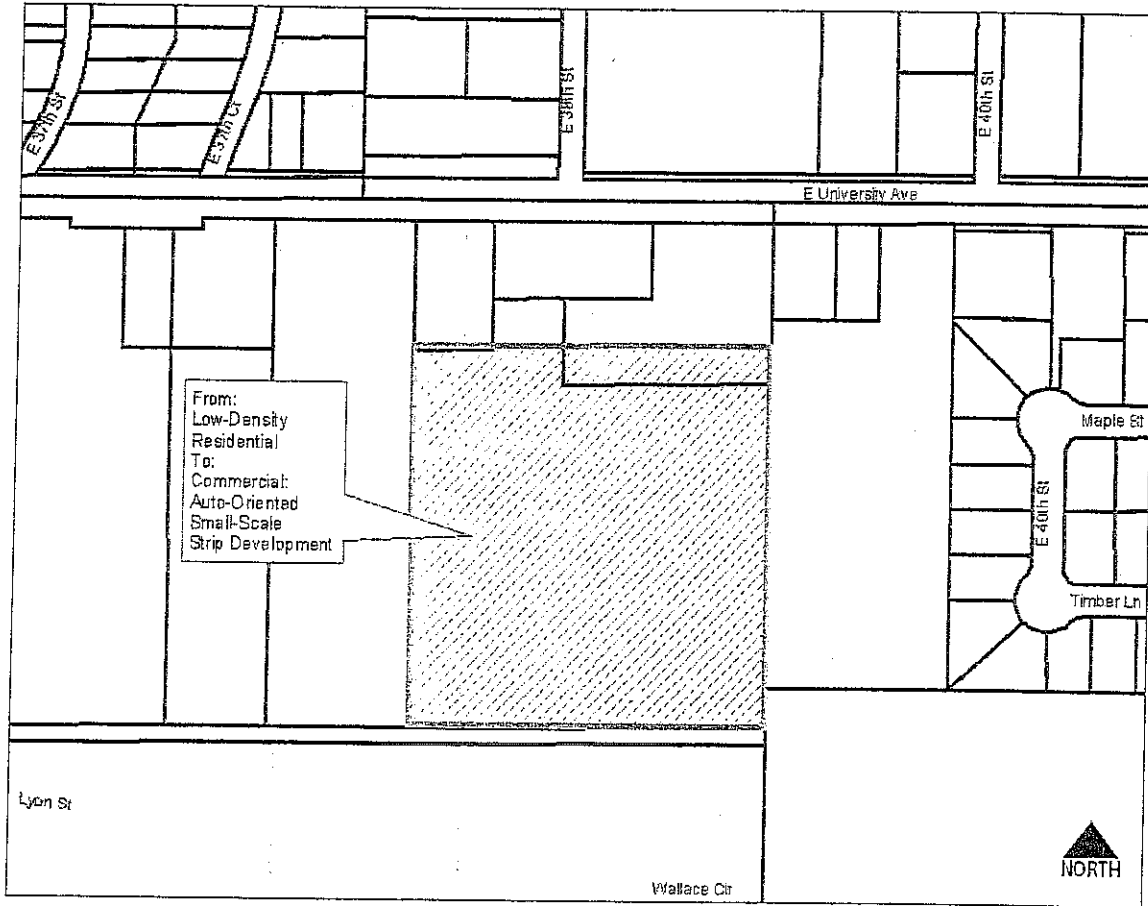 E 37th St
E 37th Ct
E 38th St
E 40th St
E University Ave
From:
Low-Density
Residential
To:
Commercial:
Auto-Oriented
Small-Scale
Strip Development
Maple St
E 40th St
Timber Ln
Lyon St
Wallace Cir
NORTH